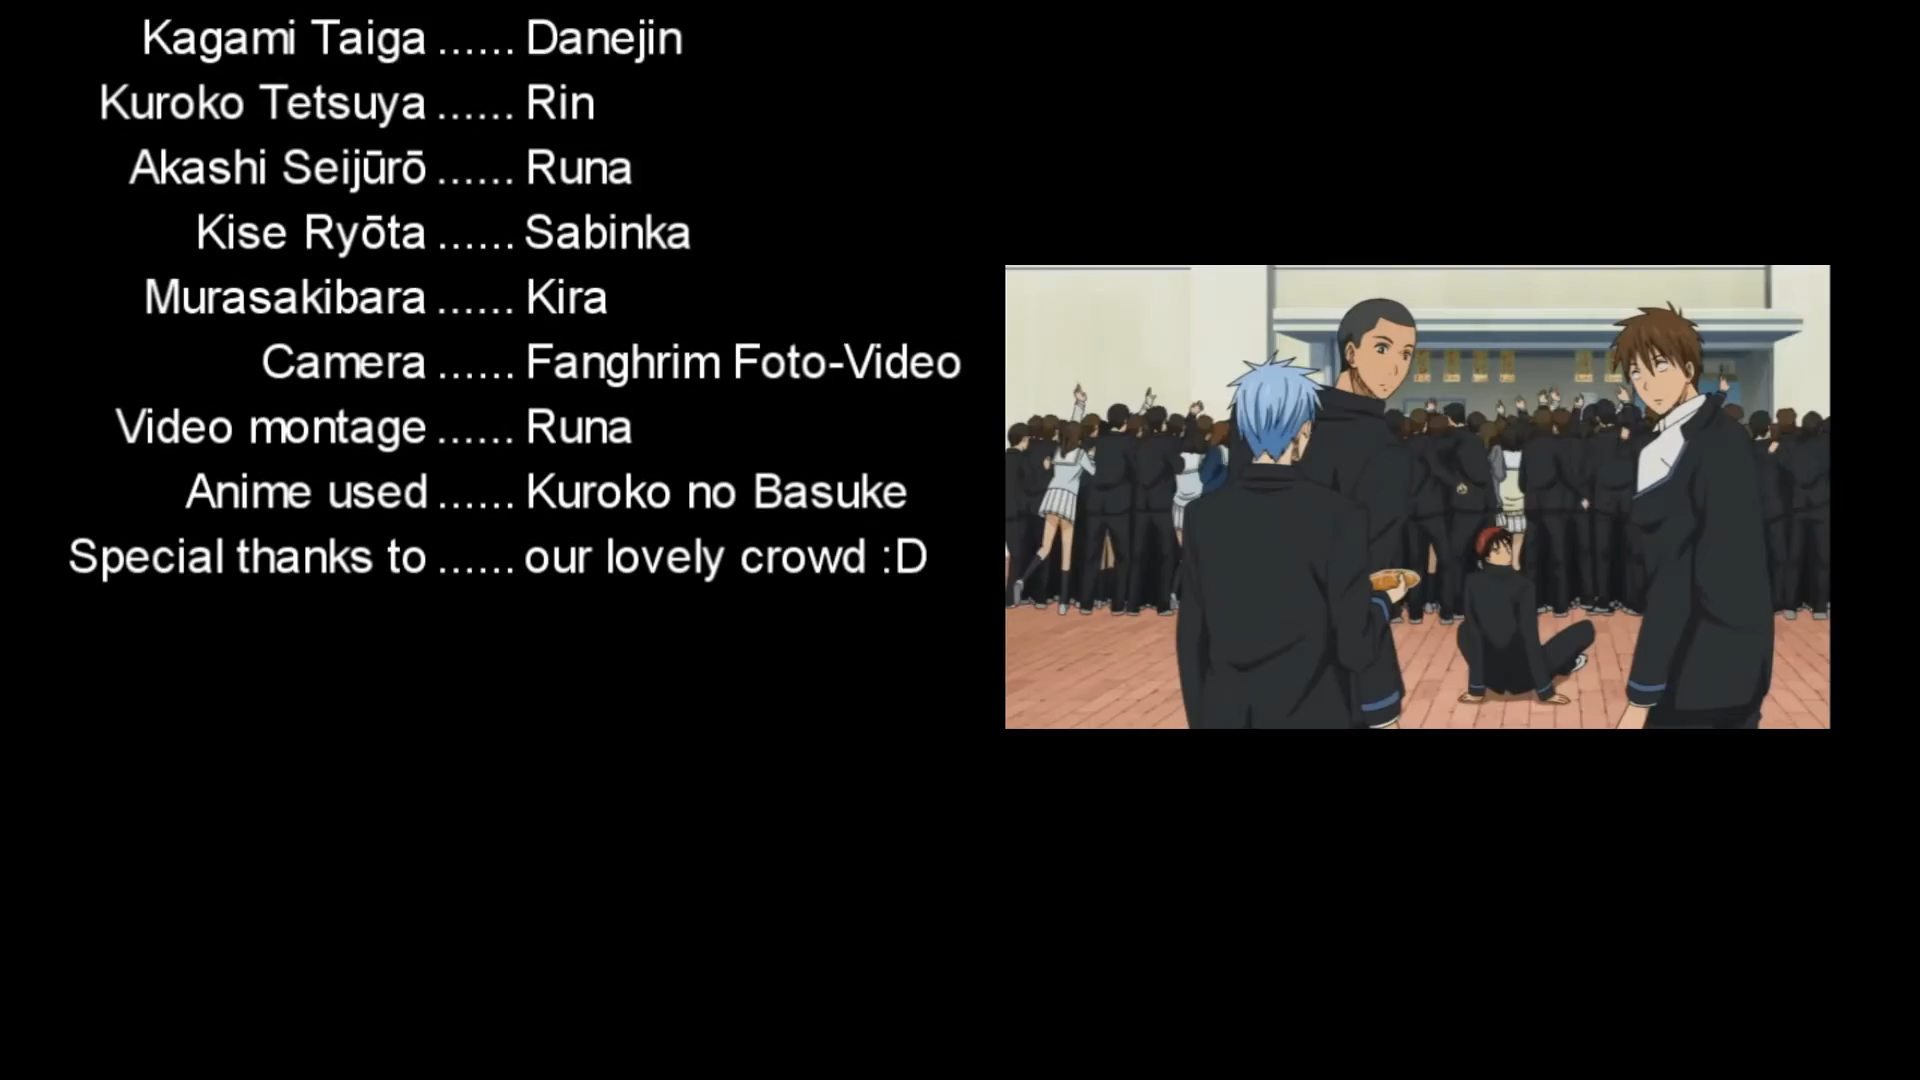 Kagami Taiga ...... Danejin
Kuroko Tetsuya ...... Rin
Akashi Seijūrō ...... Runa
Kise Ryōta ...... Sabinka
Murasakibara ...... Kira
Camera ...... Fanghrim Foto-Video
Video montage ...... Runa
Anime used ...... Kuroko no Basuke
Special thanks to ...... our lovely crowd :D